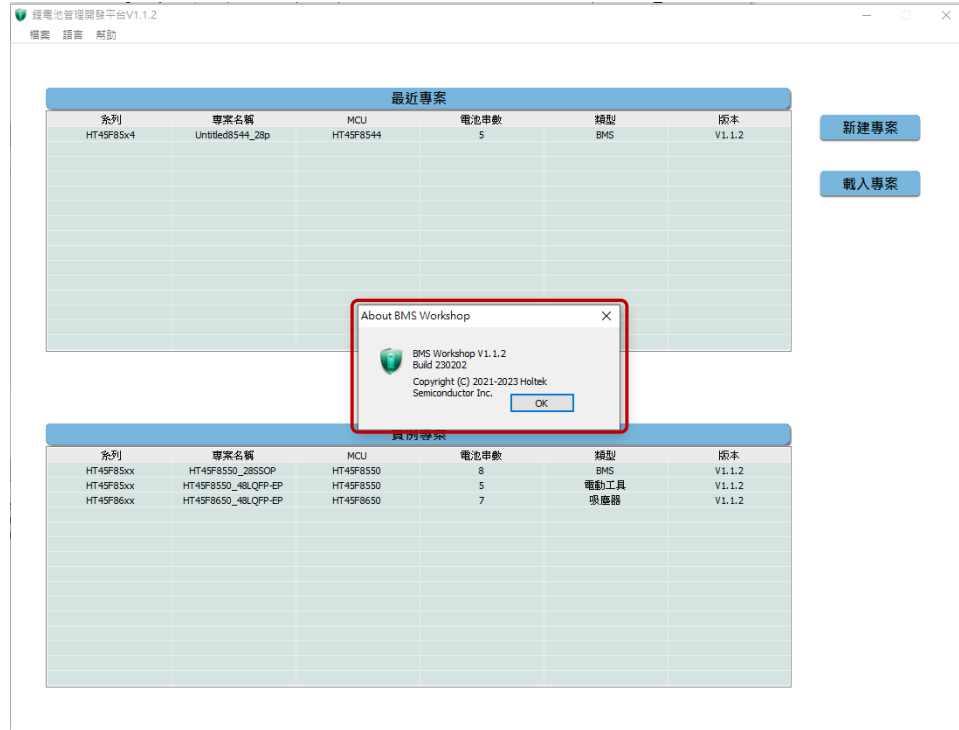 鋰電池管理開發平台V1.1.2
檔案 語言 幫助
最近專案
系列 專案名稱 MCU 電池串數 類型 版本
HT45F85x4 Untitled8544_28p HT45F8544 5 BMS V1.1.2
新建專案
載入專案
About BMS Workshop
BMS Workshop V1.1.2
Build 230202
Copyright (C) 2021-2023 Holtek
Semiconductor Inc.
OK
實例專案
系列 專案名稱 MCU 電池串數 類型 版本
HT45F85xx HT45F8550_28SSOP HT45F8550 8 BMS V1.1.2
HT45F85xx HT45F8550_48LQFP-EP HT45F8550 5 電動工具 V1.1.2
HT45F86xx HT45F8650_48LQFP-EP HT45F8650 7 吸塵器 V1.1.2